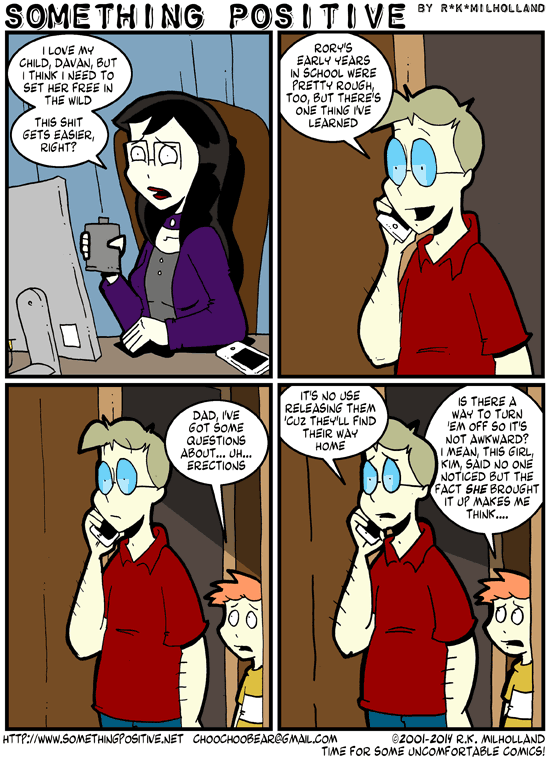 SOMETHING POSITIVE BY R*K*MILHOLLAND
I LOVE MY
CHILD, DAVAN, BUT
I THINK I NEED TO
SET HER FREE IN
THE WILD
THIS SHIT
GETS EASIER,
RIGHT?
RORY'S
EARLY YEARS
IN SCHOOL WERE
PRETTY ROUGH,
TOO, BUT THERE'S
ONE THING I'VE
LEARNED
DAD, I'VE
GOT SOME
QUESTIONS
ABOUT... UH...
ERECTIONS
IT'S NO USE
RELEASING THEM
'CUZ THEY'LL FIND
THEIR WAY
HOME
IS THERE A
WAY TO TURN
'EM OFF SO IT'S
NOT AWKWARD?
I MEAN, THIS GIRL,
KIM, SAID NO ONE
NOTICED BUT THE
FACT SHE BROUGHT
IT UP MAKES ME
THINK....
HTTP://WWW.SOMETHINGPOSITIVE.NET CHOOCHOOBEAR@GMAIL.COM ©2001-2014 R.K. MILHOLLAND
TIME FOR SOME UNCOMFORTABLE COMICS!